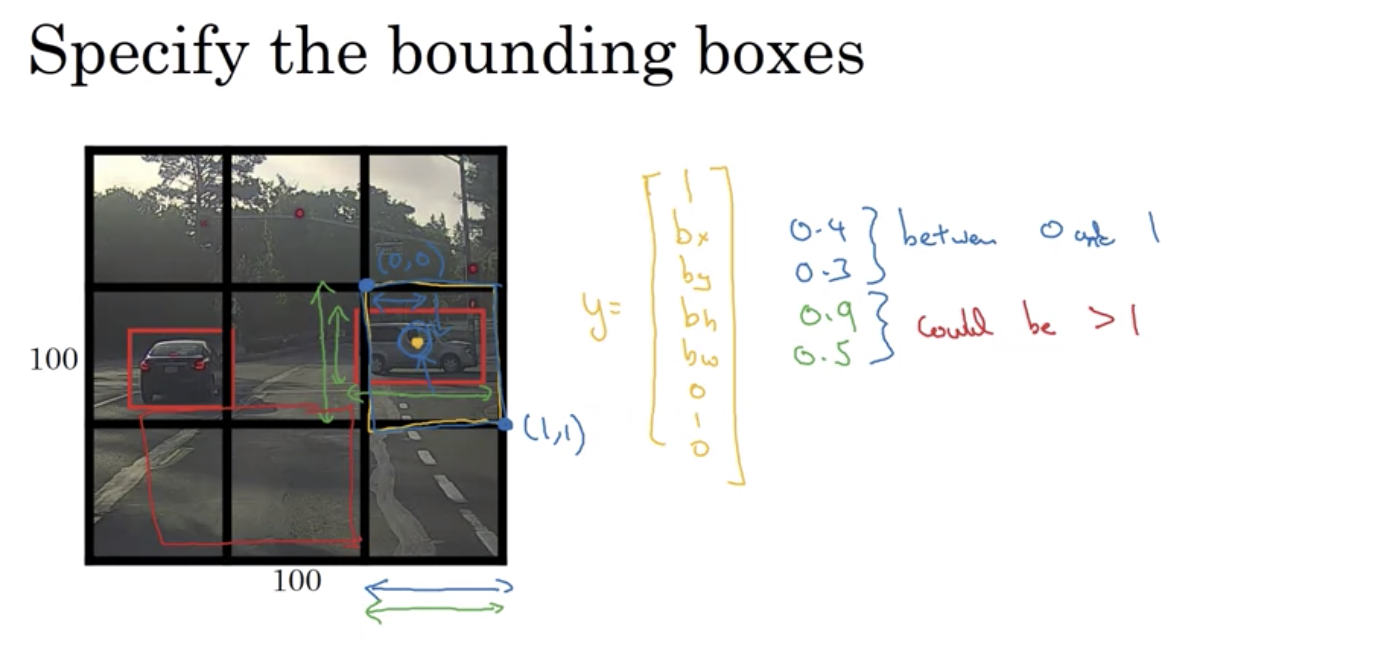 Specify the bounding boxes
(0,0)
100
(1,1)
100
y=
1
bx
by
bh
bw
0
1
0
0.4
0.3
between 0 and 1
0.9
0.5
Could be >1